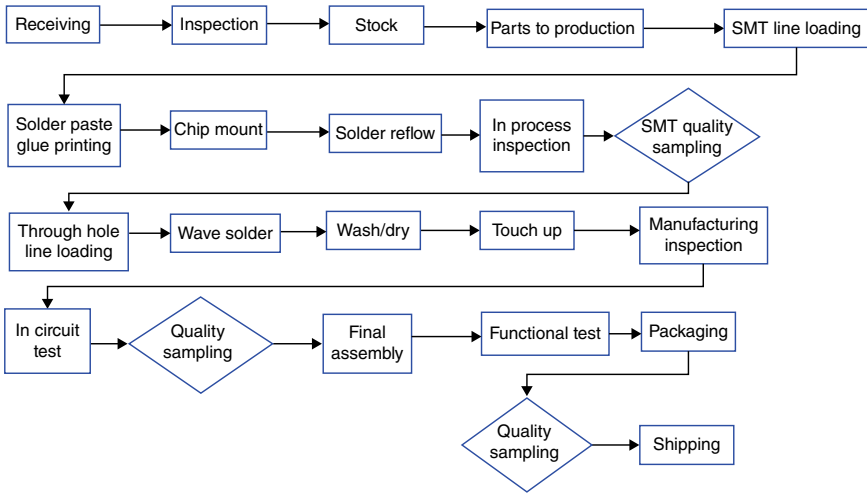 Receiving
Inspection
Stock
Parts to production
SMT line loading
Solder paste
glue printing
Chip mount
Solder reflow
In process
inspection
SMT quality
sampling
Through hole
line loading
Wave solder
Wash/dry
Touch up
Manufacturing
inspection
In circuit
test
Quality
sampling
Final
assembly
Functional test
Packaging
Quality
sampling
Shipping